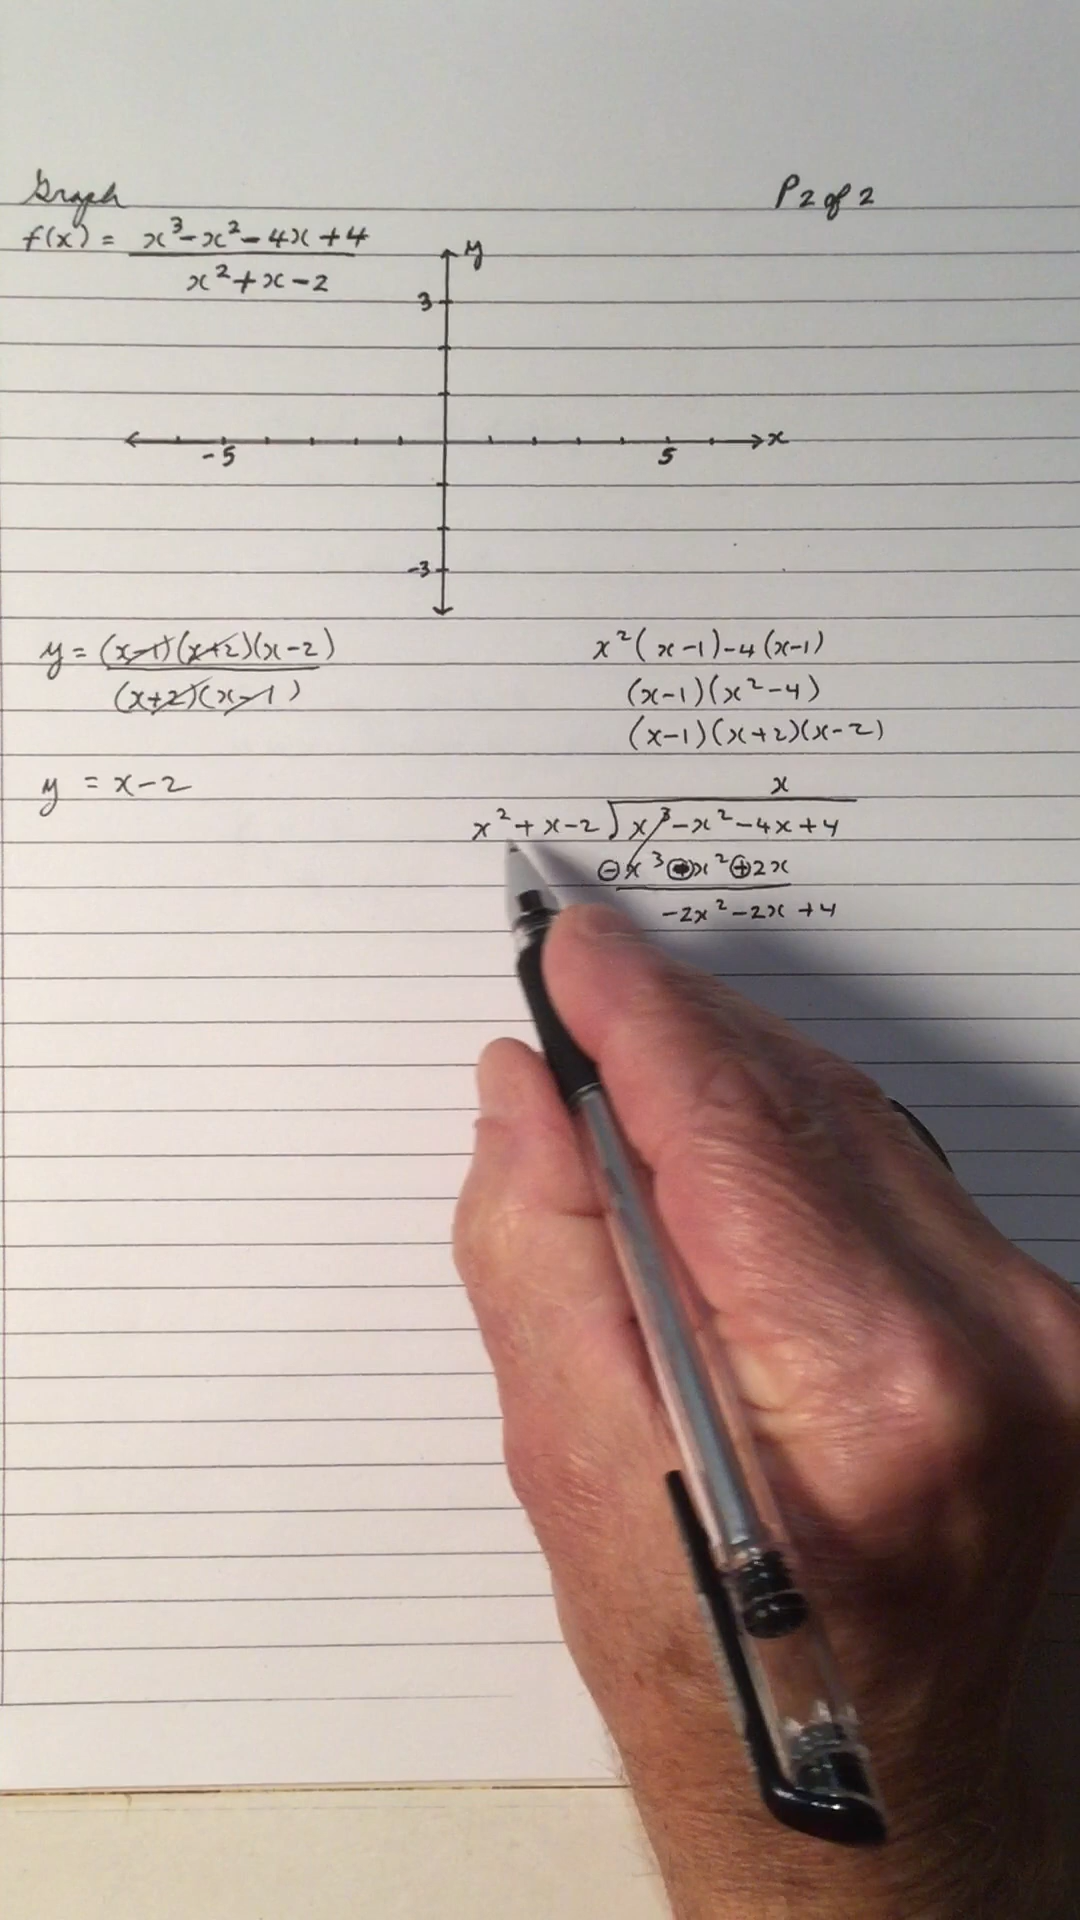 Graph
P2 of 2
f(x) = x³-x²-4x+4
x²+x-2
y
3
-5
5
x
-3
y = (x-1)(x+2)(x-2)
(x+2)(x-1)
x²(x-1)-4(x-1)
(x-1)(x²-4)
(x-1)(x+2)(x-2)
y = x-2
x
x²+x-2 ) x³-x²-4x+4
⊖x³⊕x²⊕2x
-2x²-2x+4